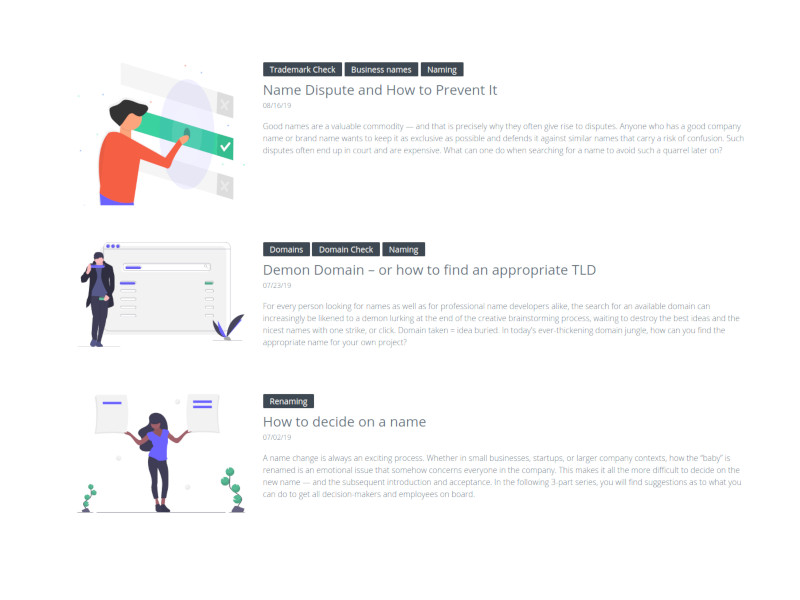 Trademark Check Business names Naming
Name Dispute and How to Prevent It
08/16/19
Good names are a valuable commodity — and that is precisely why they often give rise to disputes. Anyone who has a good company
name or brand name wants to keep it as exclusive as possible and defends it against similar names that carry a risk of confusion. Such
disputes often end up in court and are expensive. What can one do when searching for a name to avoid such a quarrel later on?
Domains Domain Check Naming
Demon Domain – or how to find an appropriate TLD
07/23/19
For every person looking for names as well as for professional name developers alike, the search for an available domain can
increasingly be likened to a demon lurking at the end of the creative brainstorming process, waiting to destroy the best ideas and the
nicest names with one strike, or click. Domain taken = idea buried. In today's ever-thickening domain jungle, how can you find the
appropriate name for your own project?
Renaming
How to decide on a name
07/02/19
A name change is always an exciting process. Whether in small businesses, startups, or larger company contexts, how the “baby” is
renamed is an emotional issue that somehow concerns everyone in the company. This makes it all the more difficult to decide on the
new name — and the subsequent introduction and acceptance. In the following 3-part series, you will find suggestions as to what you
can do to get all decision-makers and employees on board.